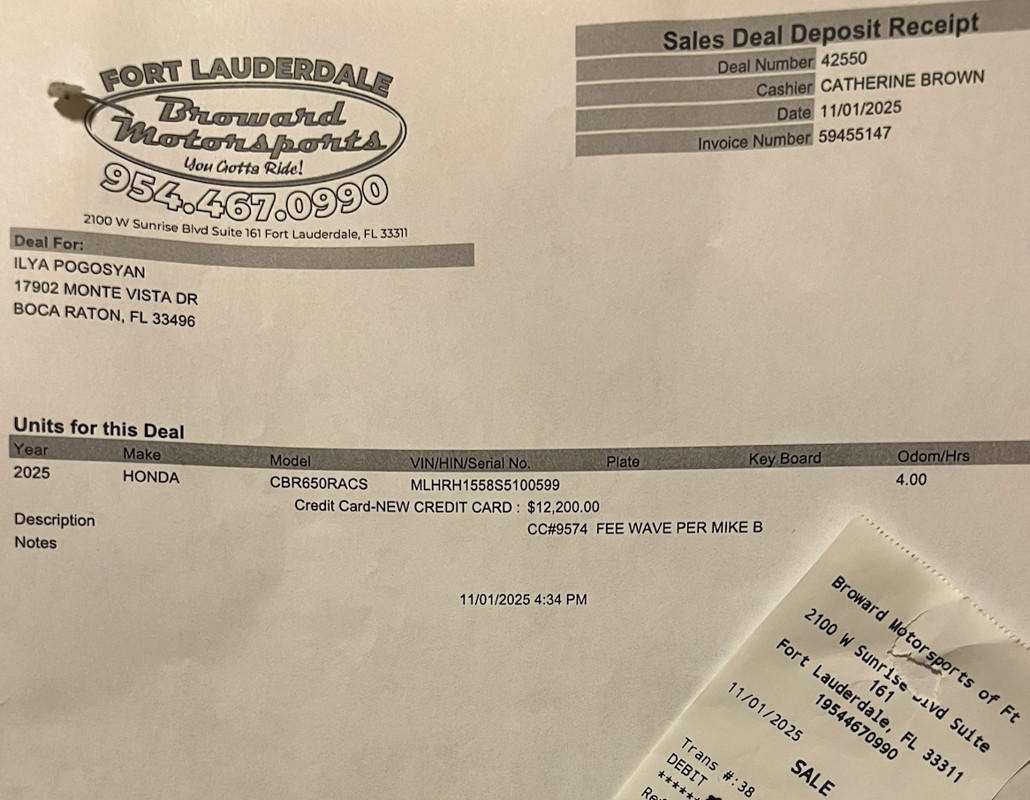 FORT LAUDERDALE
Broward
Motorsports
You Gotta Ride!
954.467.0990
2100 W Sunrise Blvd Suite 161 Fort Lauderdale, FL 33311
Sales Deal Deposit Receipt
Deal Number 42550
Cashier CATHERINE BROWN
Date 11/01/2025
Invoice Number 59455147
Deal For:
ILYA POGOSYAN
17902 MONTE VISTA DR
BOCA RATON, FL 33496
Units for this Deal
Year Make Model VIN/HIN/Serial No. Plate Key Board Odom/Hrs
2025 HONDA CBR650RACS MLHRH1558S5100599 4.00
Credit Card-NEW CREDIT CARD : $12,200.00
Description CC#9574 FEE WAVE PER MIKE B
Notes
11/01/2025 4:34 PM
Broward Motorsports of Ft
2100 W Sunrise Suite
161
Fort Lauderdale, FL 33311
19544670990
11/01/2025
SALE
Trans #:38
DEBIT